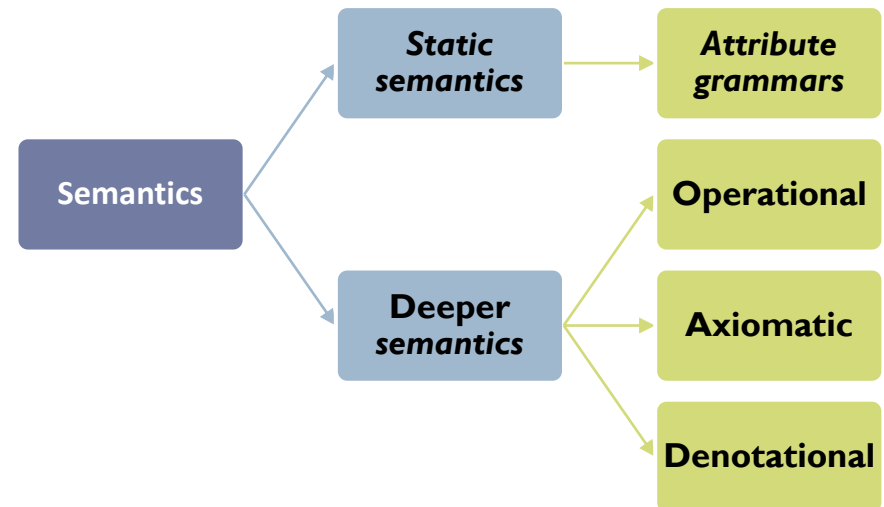 Semantics
Static
semantics
Attribute
grammars
Deeper
semantics
Operational
Axiomatic
Denotational